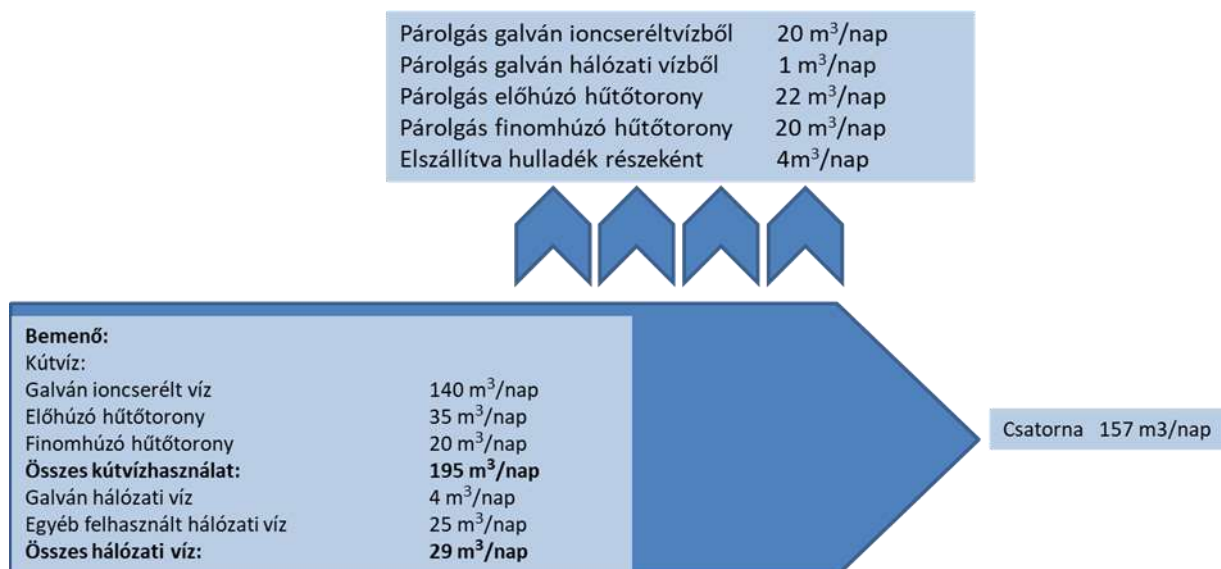 Párolgás galván ioncseréltvízből 20 m³/nap
Párolgás galván hálózati vízből 1 m³/nap
Párolgás előhúzó hűtőtorony 22 m³/nap
Párolgás finomhúzó hűtőtorony 20 m³/nap
Elszállítva hulladék részeként 4m³/nap
Bemenő:
Kútvíz:
Galván ioncserélt víz 140 m³/nap
Előhúzó hűtőtorony 35 m³/nap
Finomhúzó hűtőtorony 20 m³/nap
Összes kútvízhasználat: 195 m³/nap
Galván hálózati víz 4 m³/nap
Egyéb felhasznált hálózati víz 25 m³/nap
Összes hálózati víz: 29 m³/nap
Csatorna 157 m3/nap